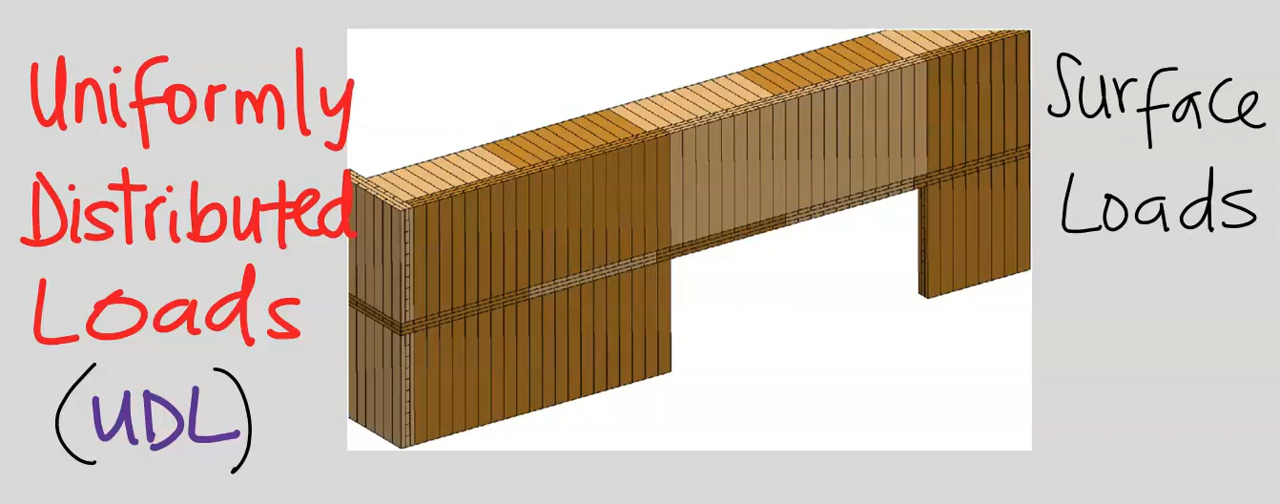 Uniformly
Distributed
Loads
(UDL)
Surface
Loads